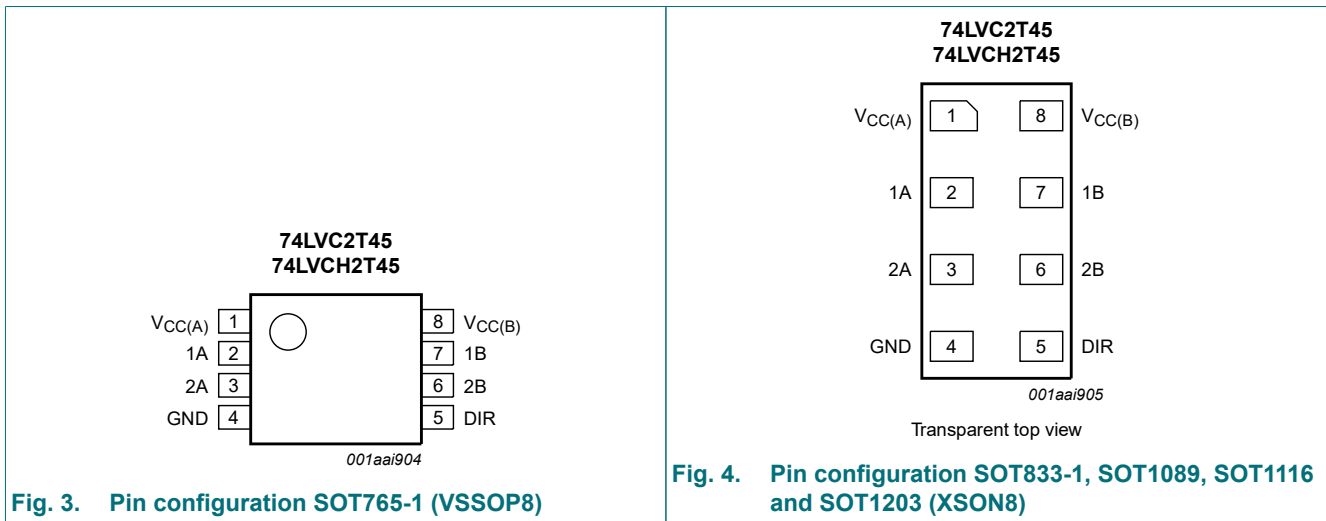 74LVC2T45
74LVCH2T45
VCC(A) 1 8 VCC(B)
1A 2 7 1B
2A 3 6 2B
GND 4 5 DIR
001aai904
Fig. 3. Pin configuration SOT765-1 (VSSOP8)
74LVC2T45
74LVCH2T45
VCC(A) 1 8 VCC(B)
1A 2 7 1B
2A 3 6 2B
GND 4 5 DIR
001aai905
Transparent top view
Fig. 4. Pin configuration SOT833-1, SOT1089, SOT1116
and SOT1203 (XSON8)